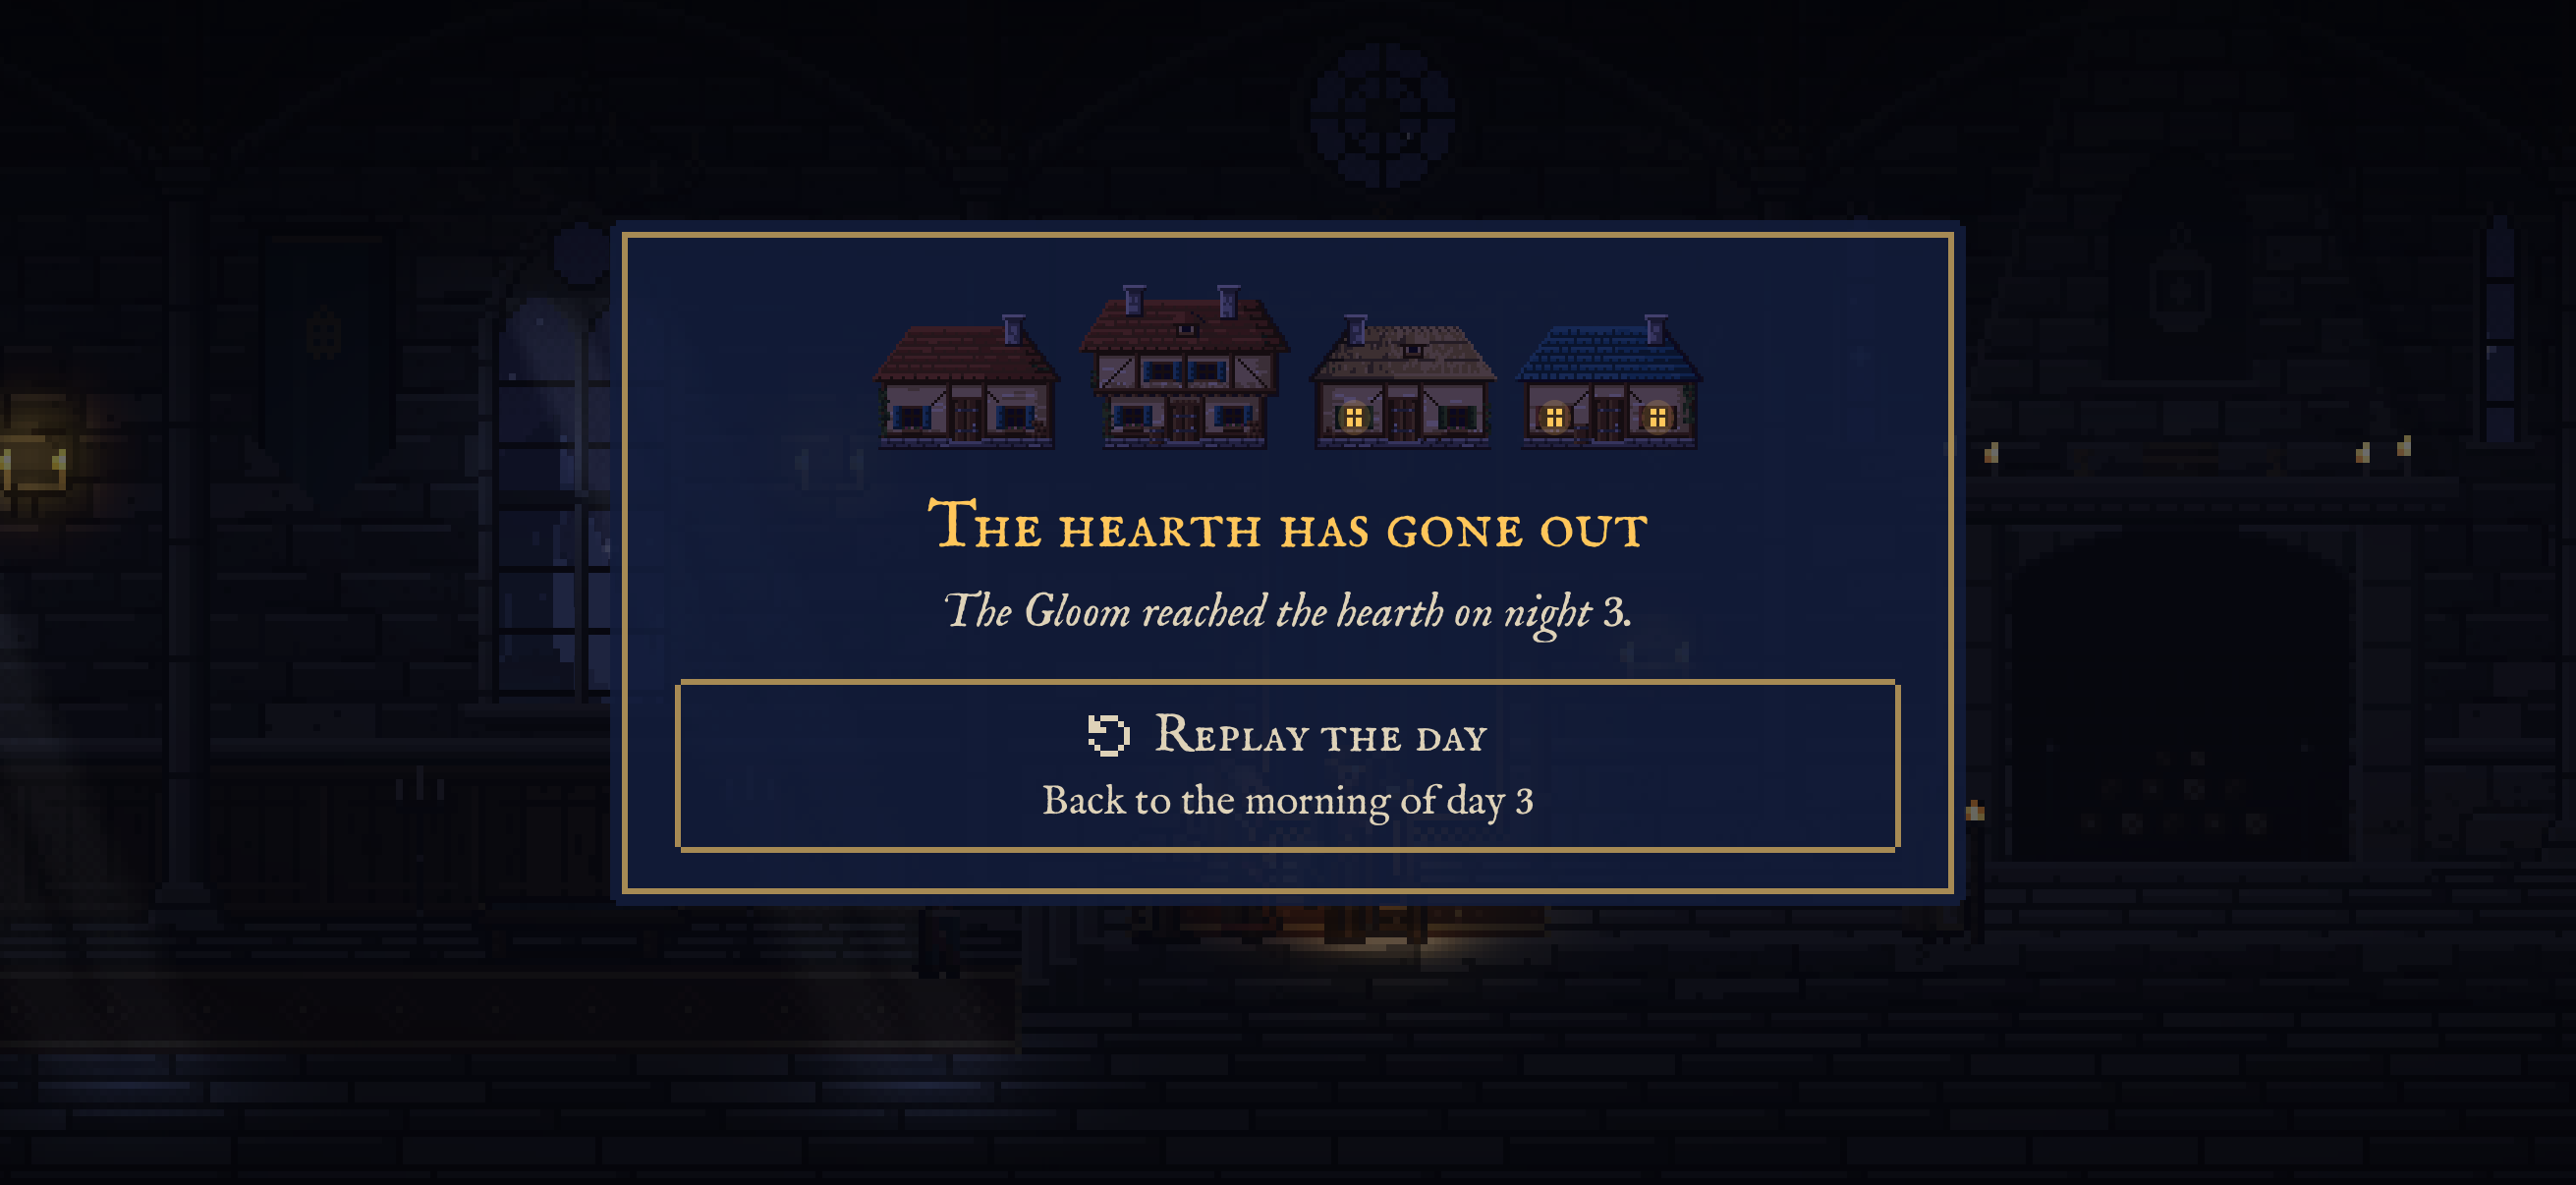 The hearth has gone out
The Gloom reached the hearth on night 3.
Replay the day
Back to the morning of day 3